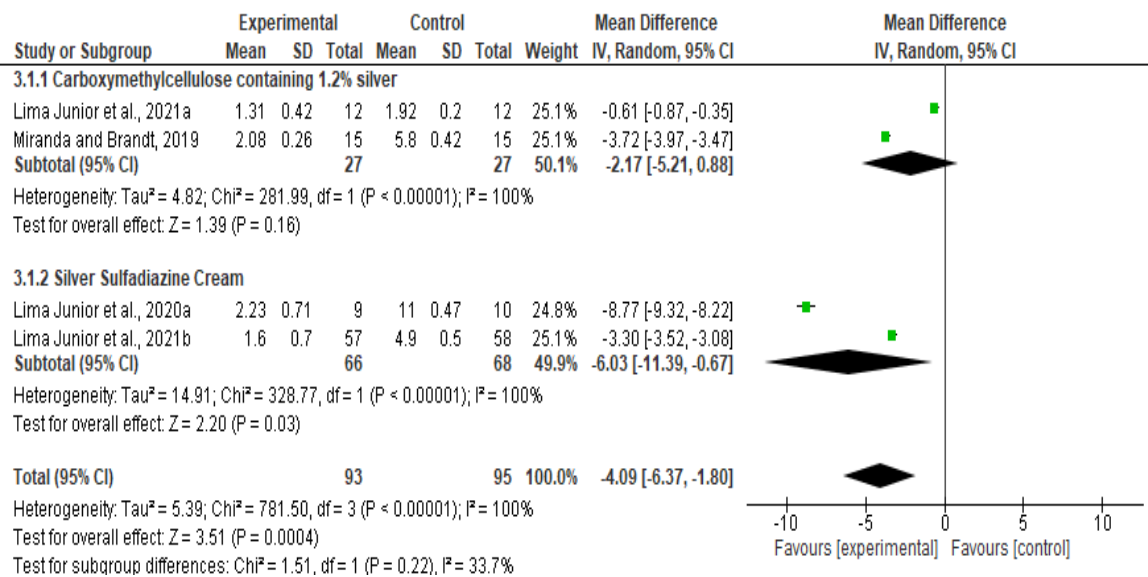 Experimental Control Mean Difference Mean Difference
Study or Subgroup Mean SD Total Mean SD Total Weight IV, Random, 95% CI IV, Random, 95% CI
3.1.1 Carboxymethylcellulose containing 1.2% silver
Lima Junior et al., 2021a 1.31 0.42 12 1.92 0.2 12 25.1% -0.61 [-0.87, -0.35]
Miranda and Brandt, 2019 2.08 0.26 15 5.8 0.42 15 25.1% -3.72 [-3.97, -3.47]
Subtotal (95% CI) 27 27 50.1% -2.17 [-5.21, 0.88]
Heterogeneity: Tau² = 4.82; Chi² = 281.99, df = 1 (P < 0.00001); I² = 100%
Test for overall effect: Z = 1.39 (P = 0.16)
3.1.2 Silver Sulfadiazine Cream
Lima Junior et al., 2020a 2.23 0.71 9 11 0.47 10 24.8% -8.77 [-9.32, -8.22]
Lima Junior et al., 2021b 1.6 0.7 57 4.9 0.5 58 25.1% -3.30 [-3.52, -3.08]
Subtotal (95% CI) 66 68 49.9% -6.03 [-11.39, -0.67]
Heterogeneity: Tau² = 14.91; Chi² = 328.77, df = 1 (P < 0.00001); I² = 100%
Test for overall effect: Z = 2.20 (P = 0.03)
Total (95% CI) 93 95 100.0% -4.09 [-6.37, -1.80]
Heterogeneity: Tau² = 5.39; Chi² = 781.50, df = 3 (P < 0.00001); I² = 100%
Test for overall effect: Z = 3.51 (P = 0.0004)
Test for subgroup differences: Chi² = 1.51, df = 1 (P = 0.22), I² = 33.7%
-10 -5 0 5 10
Favours [experimental] Favours [control]